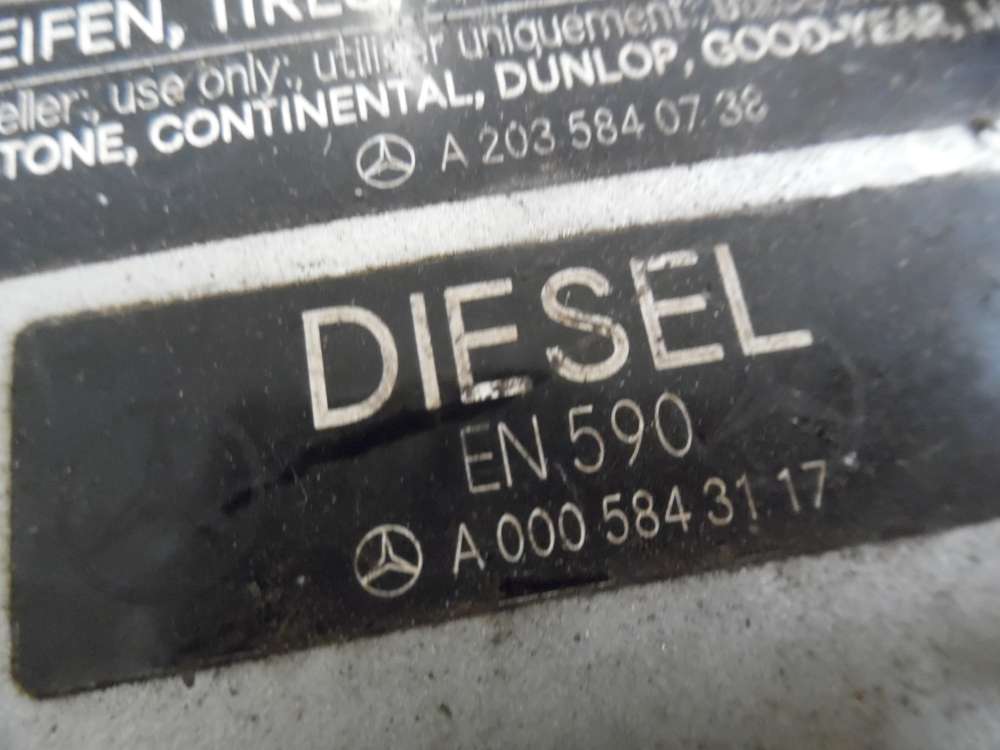 EIFEN,
eller:, use only:, utiliser uniquement:,
TONE, CONTINENTAL, DUNLOP, GOOD-YEAR,
A 203 584 07 38
DIESEL
EN 590
A 000 584 31 17